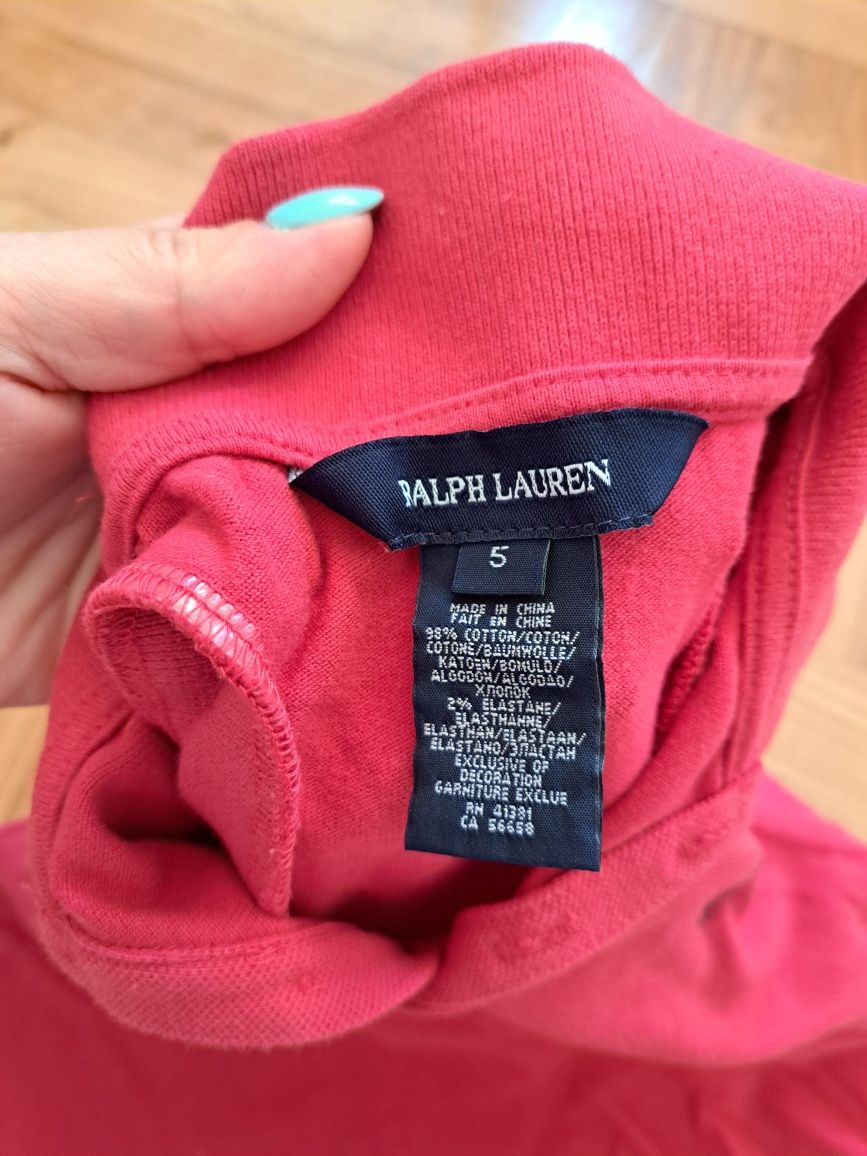 RALPH LAUREN
5
MADE IN CHINA
FAIT EN CHINE
98% COTTON/COTON/
COTONE/BAUMWOLLE/
KATOEN/BOMULD/
ALGODÓN/ALGODÃO/
ХЛОПОК
2% ELASTANE/
ELASTHANNE/
ELASTHAN/ELASTAAN/
ELASTANO/ЭЛАСТАН
EXCLUSIVE OF
DECORATION
GARNITURE EXCLUE
RN 41381
CA 56658